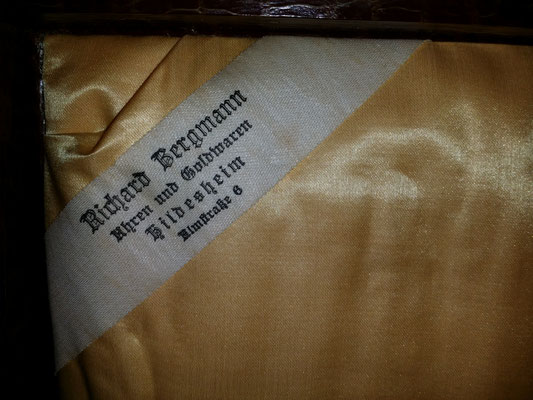 Richard Bergmann
Uhren und Goldwaren
Hildesheim
Almstraße 6